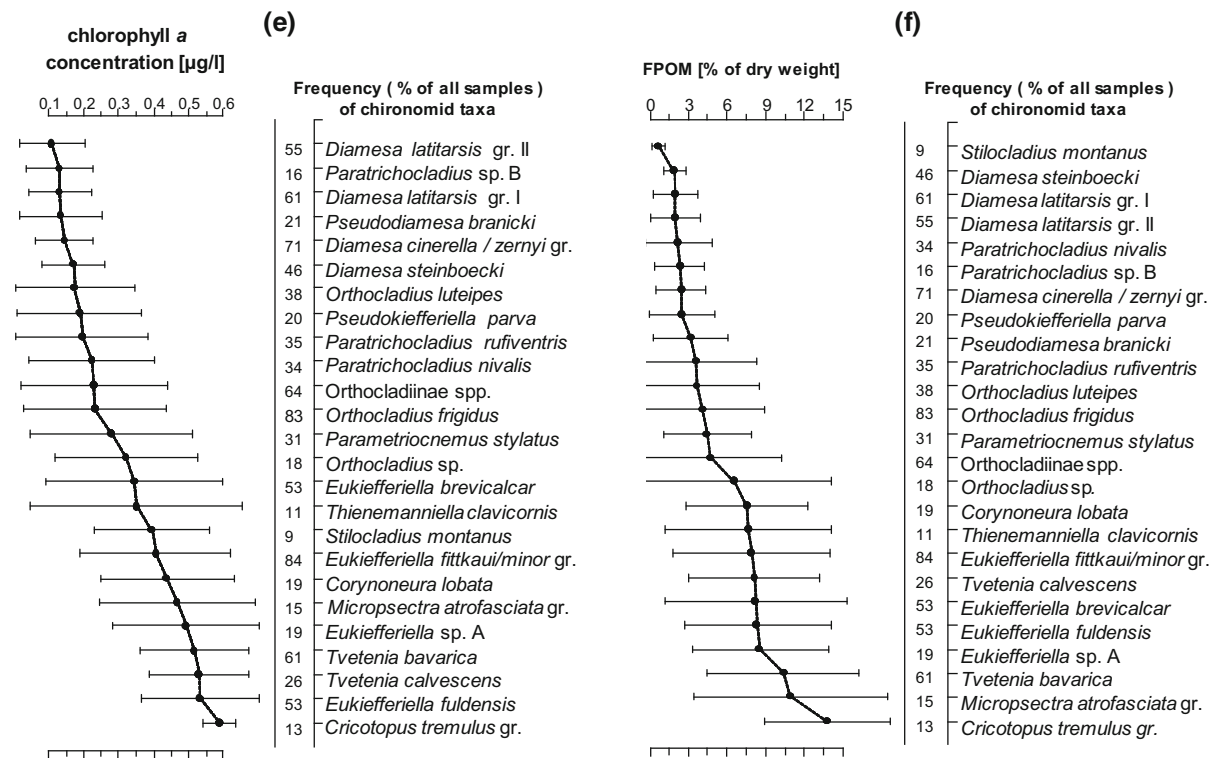 (e)
chlorophyll a
concentration [µg/l]
0,1 0,2 0,3 0,4 0,5 0,6
Frequency ( % of all samples )
of chironomid taxa
55 Diamesa latitarsis gr. II
16 Paratrichocladius sp. B
61 Diamesa latitarsis gr. I
21 Pseudodiamesa branicki
71 Diamesa cinerella / zernyi gr.
46 Diamesa steinboecki
38 Orthocladius luteipes
20 Pseudokiefferiella parva
35 Paratrichocladius rufiventris
34 Paratrichocladius nivalis
64 Orthocladiinae spp.
83 Orthocladius frigidus
31 Parametriocnemus stylatus
18 Orthocladius sp.
53 Eukiefferiella brevicalcar
11 Thienemanniella clavicornis
9 Stilocladius montanus
84 Eukiefferiella fittkaui/minor gr.
19 Corynoneura lobata
15 Micropsectra atrofasciata gr.
19 Eukiefferiella sp. A
61 Tvetenia bavarica
26 Tvetenia calvescens
53 Eukiefferiella fuldensis
13 Cricotopus tremulus gr.
(f)
FPOM [% of dry weight]
0 3 6 9 12 15
Frequency ( % of all samples )
of chironomid taxa
9 Stilocladius montanus
46 Diamesa steinboecki
61 Diamesa latitarsis gr. I
55 Diamesa latitarsis gr. II
34 Paratrichocladius nivalis
16 Paratrichocladius sp. B
71 Diamesa cinerella / zernyi gr.
20 Pseudokiefferiella parva
21 Pseudodiamesa branicki
35 Paratrichocladius rufiventris
38 Orthocladius luteipes
83 Orthocladius frigidus
31 Parametriocnemus stylatus
64 Orthocladiinae spp.
18 Orthocladius sp.
19 Corynoneura lobata
11 Thienemanniella clavicornis
84 Eukiefferiella fittkaui/minor gr.
26 Tvetenia calvescens
53 Eukiefferiella brevicalcar
53 Eukiefferiella fuldensis
19 Eukiefferiella sp. A
61 Tvetenia bavarica
15 Micropsectra atrofasciata gr.
13 Cricotopus tremulus gr.